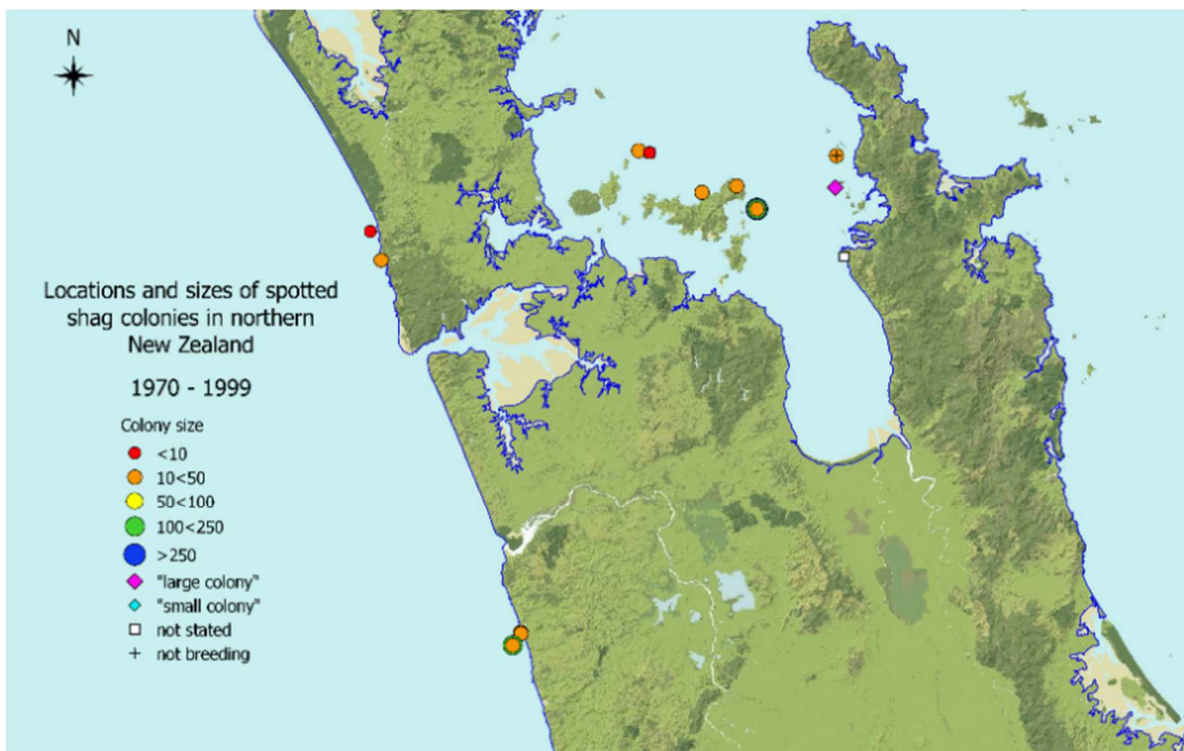 N
Locations and sizes of spotted
shag colonies in northern
New Zealand
1970 - 1999
Colony size
<10
10<50
50<100
100<250
>250
"large colony"
"small colony"
not stated
not breeding